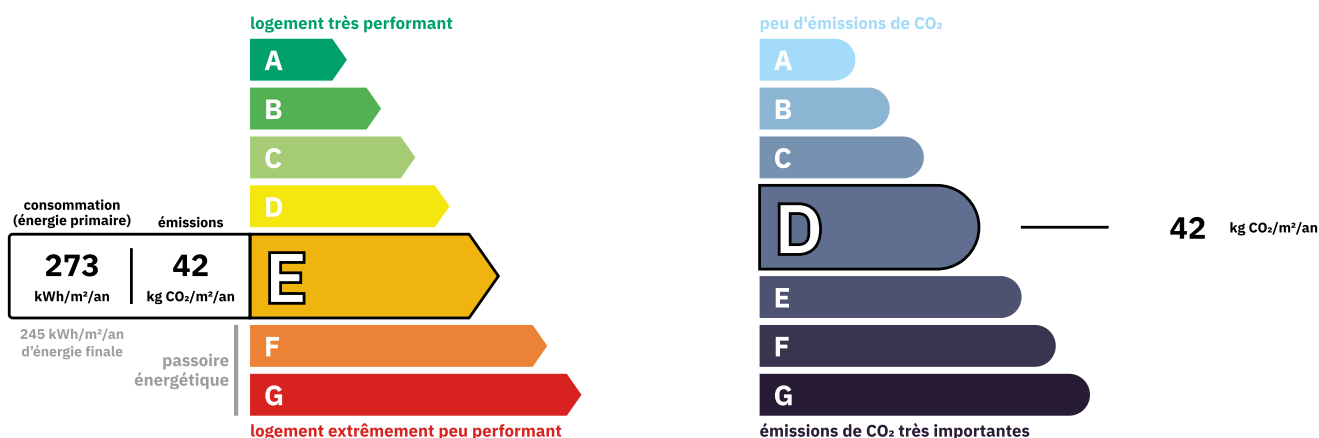 logement très performant
A
B
C
D
consommation
(énergie primaire)
émissions
273
kWh/m²/an
42
kg CO₂/m²/an
E
245 kWh/m²/an
d'énergie finale
passoire
énergétique
F
G
logement extrêmement peu performant
peu d'émissions de CO₂
A
B
C
D
42 kg CO₂/m²/an
E
F
G
émissions de CO₂ très importantes